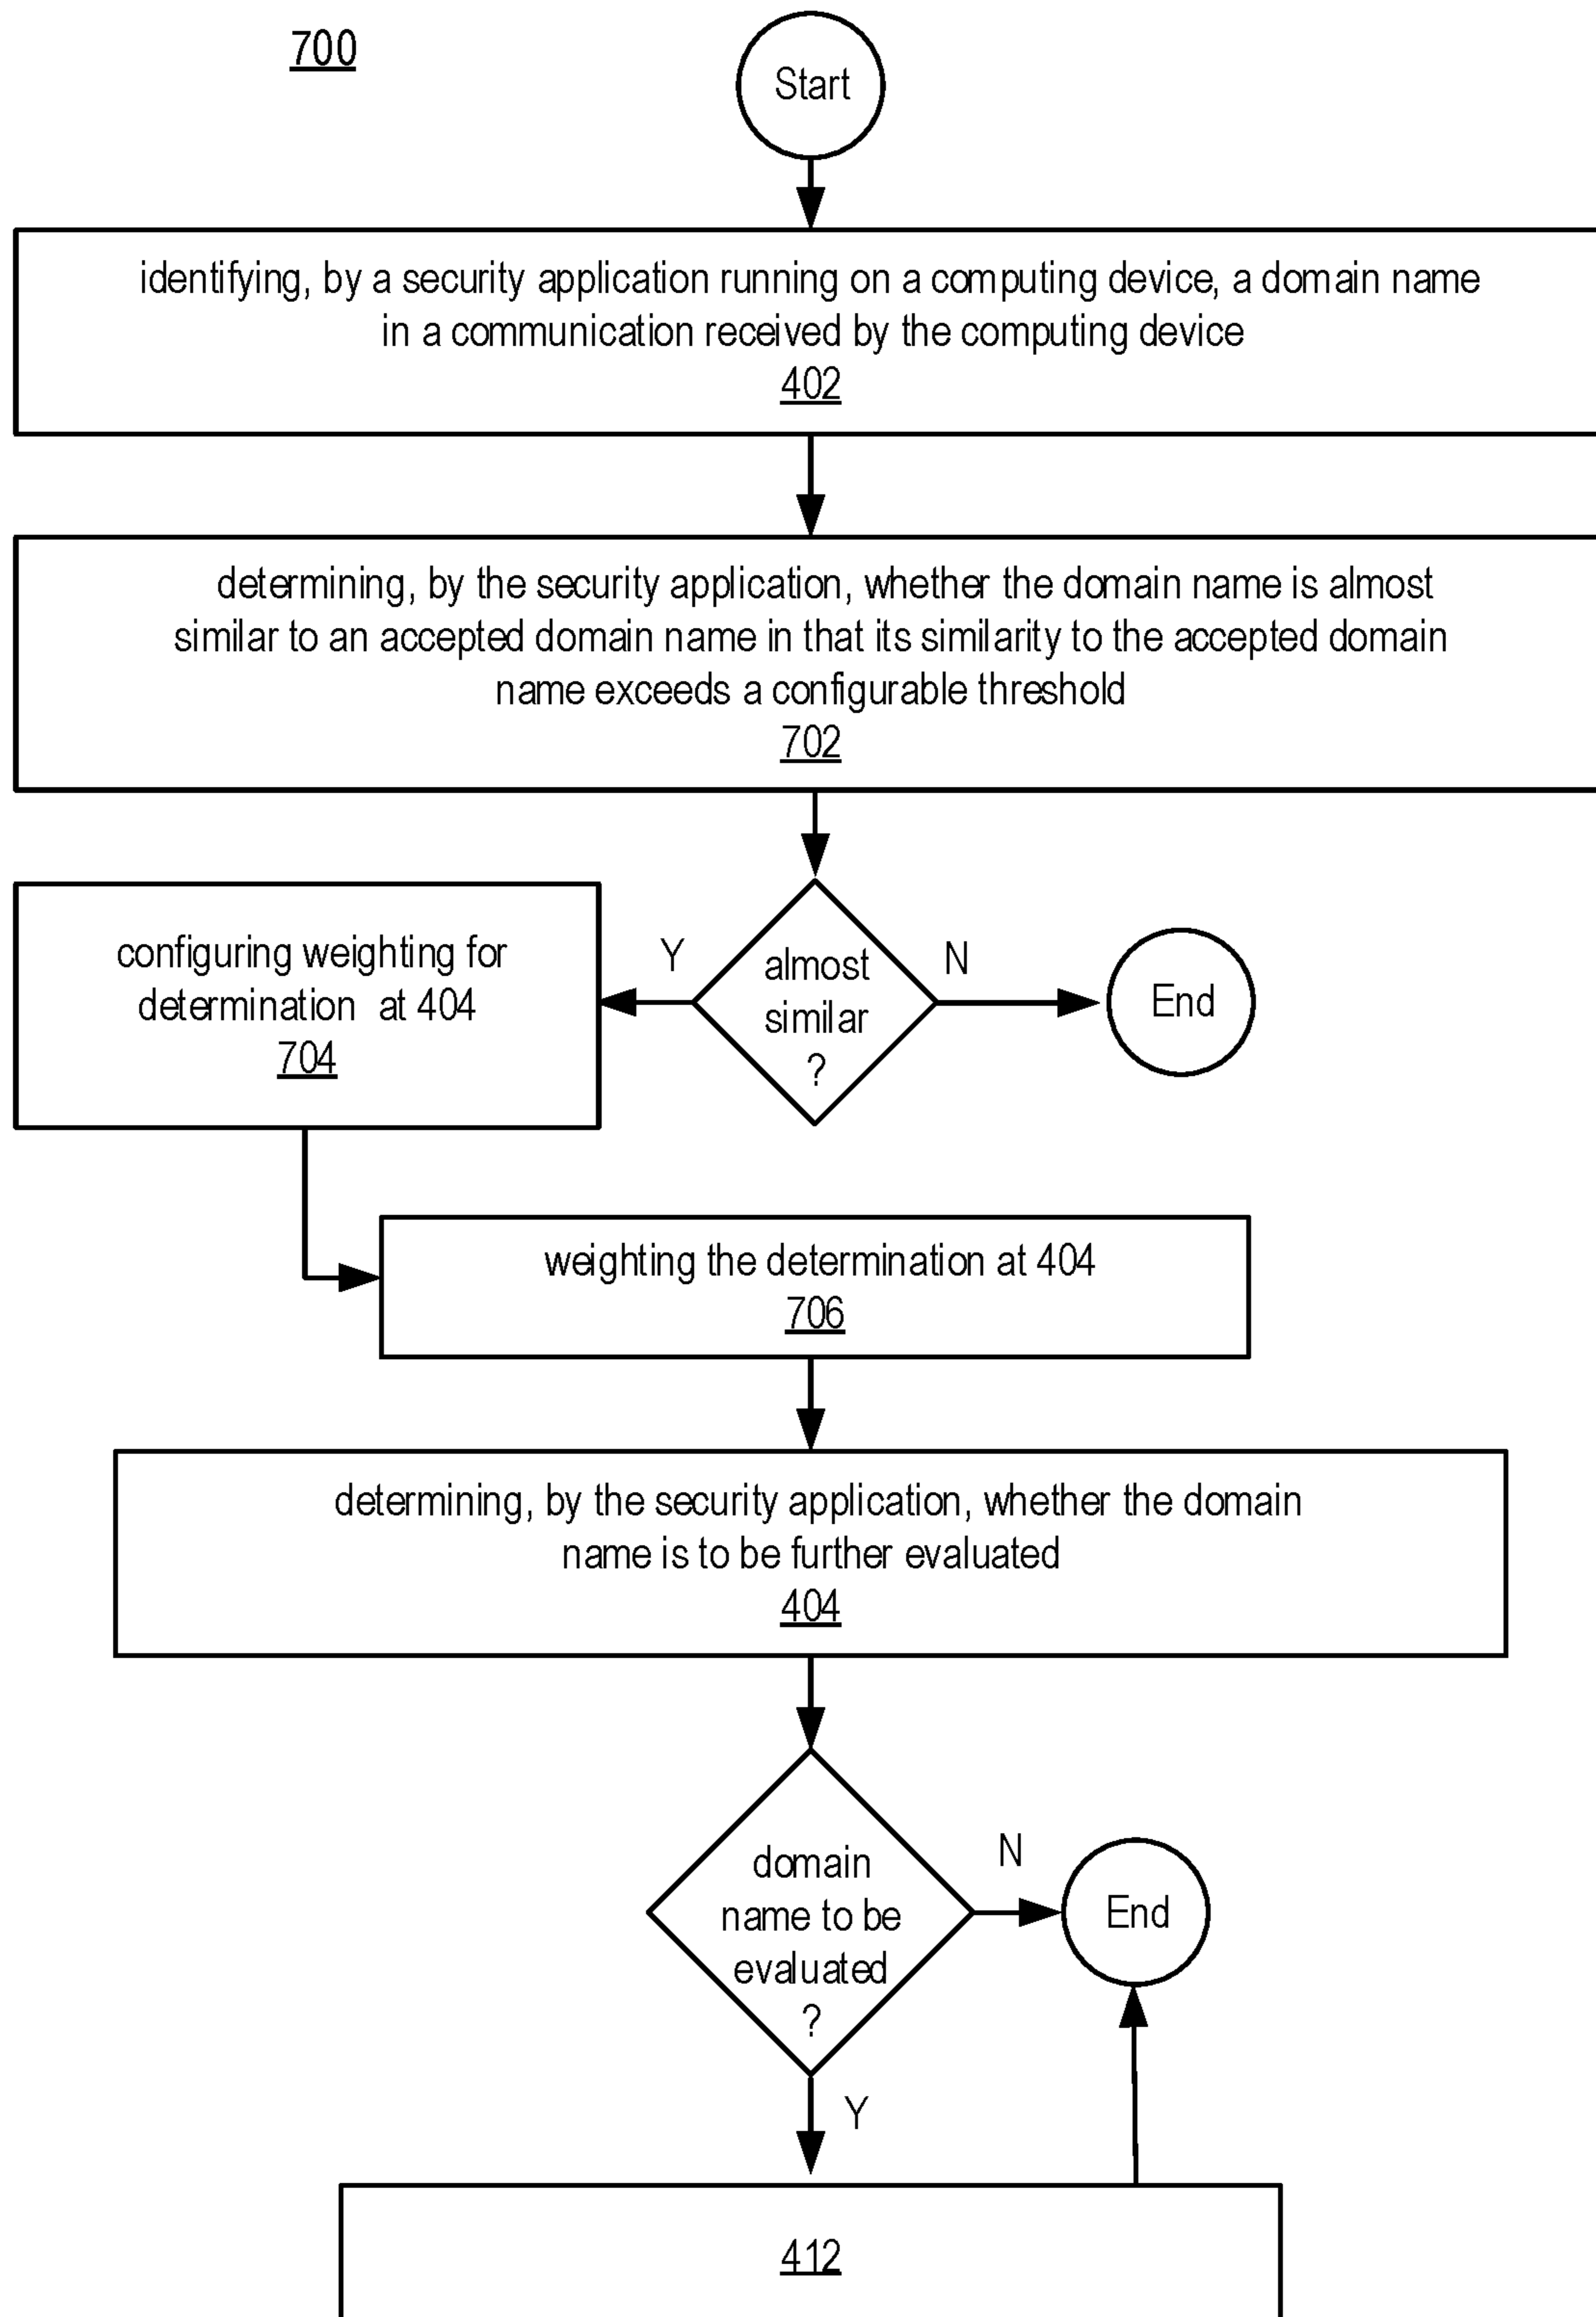 700
Start
identifying, by a security application running on a computing device, a domain name
in a communication received by the computing device
402
determining, by the security application, whether the domain name is almost
similar to an accepted domain name in that its similarity to the accepted domain
name exceeds a configurable threshold
702
configuring weighting for
determination at 404
704
Y
almost
similar
?
N
End
weighting the determination at 404
706
determining, by the security application, whether the domain
name is to be further evaluated
404
domain
name to be
evaluated
?
N
End
Y
412